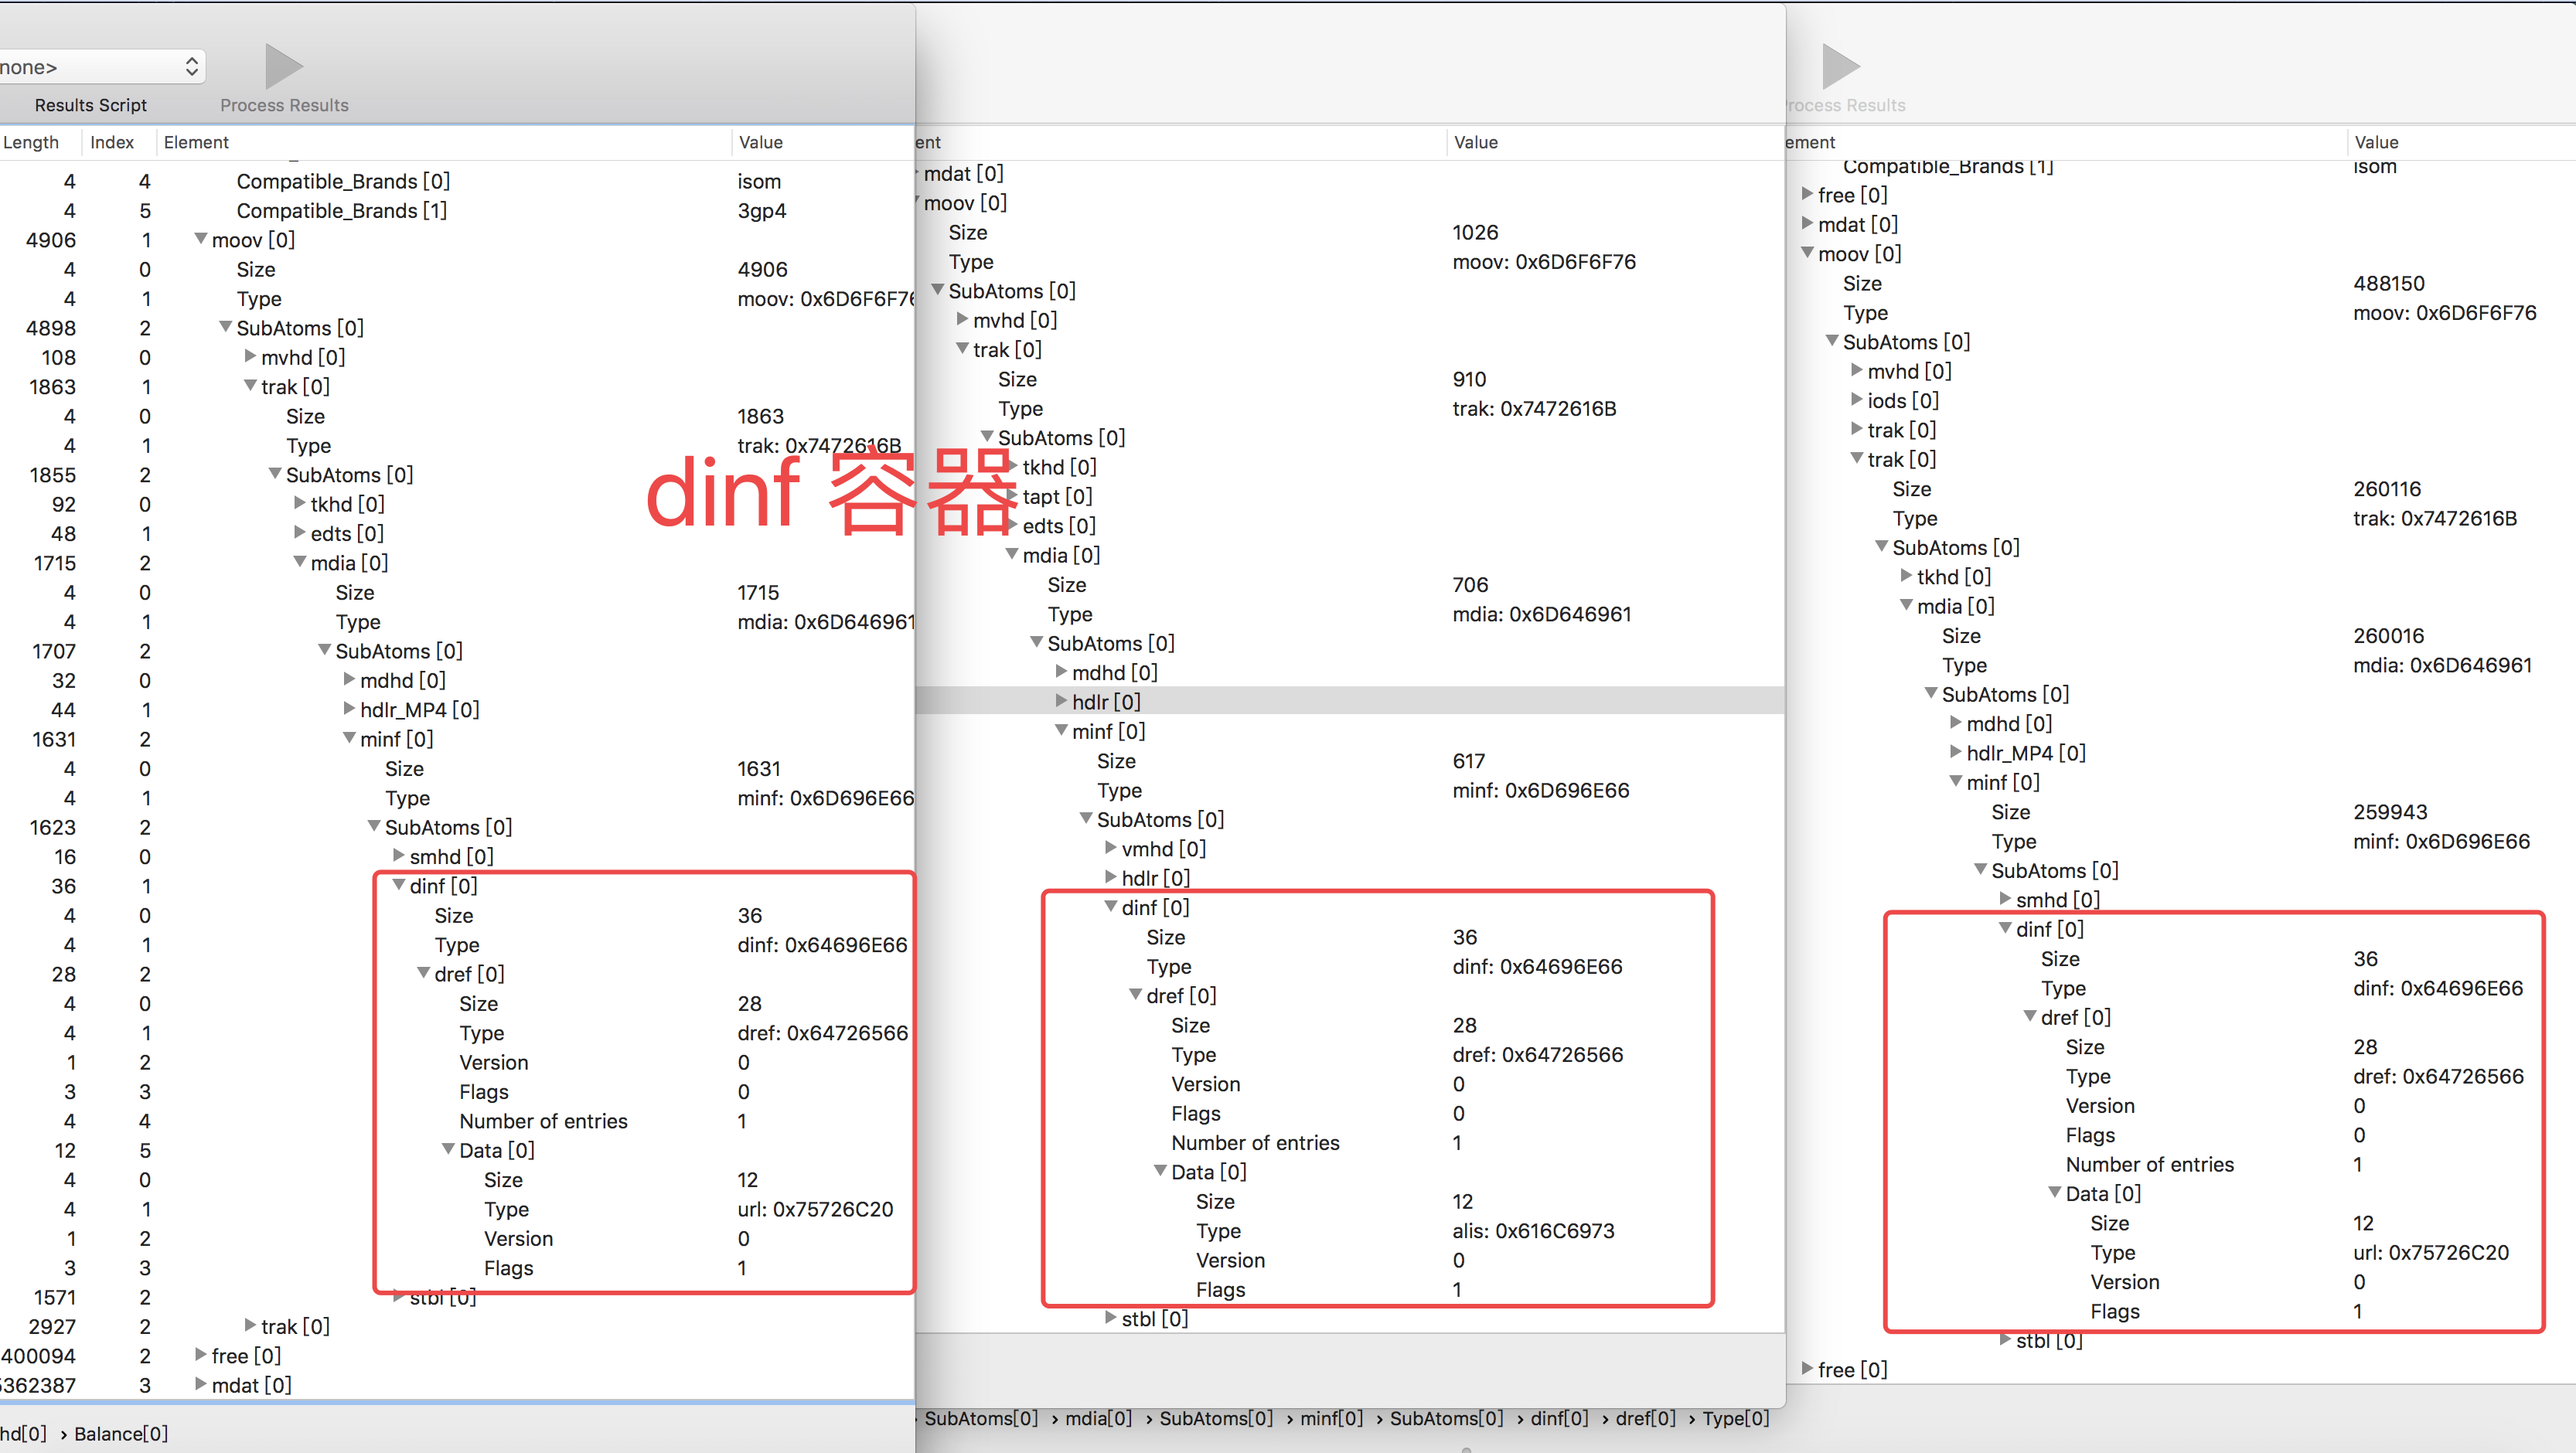 none>
Results Script
Process Results
Length Index Element Value
4 4 Compatible_Brands [0] isom
4 5 Compatible_Brands [1] 3gp4
4906 1 moov [0]
4 0 Size 4906
4 1 Type moov: 0x6D6F6F76
4898 2 SubAtoms [0]
108 0 mvhd [0]
1863 1 trak [0]
4 0 Size 1863
4 1 Type trak: 0x7472616B
1855 2 SubAtoms [0]
92 0 tkhd [0]
48 1 edts [0]
1715 2 mdia [0]
4 0 Size 1715
4 1 Type mdia: 0x6D646961
1707 2 SubAtoms [0]
32 0 mdhd [0]
44 1 hdlr_MP4 [0]
1631 2 minf [0]
4 0 Size 1631
4 1 Type minf: 0x6D696E66
1623 2 SubAtoms [0]
16 0 smhd [0]
36 1 dinf [0]
4 0 Size 36
4 1 Type dinf: 0x64696E66
28 2 dref [0]
4 0 Size 28
4 1 Type dref: 0x64726566
1 2 Version 0
3 3 Flags 0
4 4 Number of entries 1
12 5 Data [0]
4 0 Size 12
4 1 Type url: 0x75726C20
1 2 Version 0
3 3 Flags 1
1571 2 stbl [0]
2927 2 trak [0]
400094 2 free [0]
5362387 3 mdat [0]
hd[0] › Balance[0]
dinf 容器
ent Value
mdat [0]
moov [0]
Size 1026
Type moov: 0x6D6F6F76
SubAtoms [0]
mvhd [0]
trak [0]
Size 910
Type trak: 0x7472616B
SubAtoms [0]
tkhd [0]
tapt [0]
edts [0]
mdia [0]
Size 706
Type mdia: 0x6D646961
SubAtoms [0]
mdhd [0]
hdlr [0]
minf [0]
Size 617
Type minf: 0x6D696E66
SubAtoms [0]
vmhd [0]
hdlr [0]
dinf [0]
Size 36
Type dinf: 0x64696E66
dref [0]
Size 28
Type dref: 0x64726566
Version 0
Flags 0
Number of entries 1
Data [0]
Size 12
Type alis: 0x616C6973
Version 0
Flags 1
stbl [0]
SubAtoms[0] › mdia[0] › SubAtoms[0] › minf[0] › SubAtoms[0] › dinf[0] › dref[0] › Type[0]
rocess Results
ement Value
Compatible_Brands [1] isom
free [0]
mdat [0]
moov [0]
Size 488150
Type moov: 0x6D6F6F76
SubAtoms [0]
mvhd [0]
iods [0]
trak [0]
trak [0]
Size 260116
Type trak: 0x7472616B
SubAtoms [0]
tkhd [0]
mdia [0]
Size 260016
Type mdia: 0x6D646961
SubAtoms [0]
mdhd [0]
hdlr_MP4 [0]
minf [0]
Size 259943
Type minf: 0x6D696E66
SubAtoms [0]
smhd [0]
dinf [0]
Size 36
Type dinf: 0x64696E66
dref [0]
Size 28
Type dref: 0x64726566
Version 0
Flags 0
Number of entries 1
Data [0]
Size 12
Type url: 0x75726C20
Version 0
Flags 1
stbl [0]
free [0]